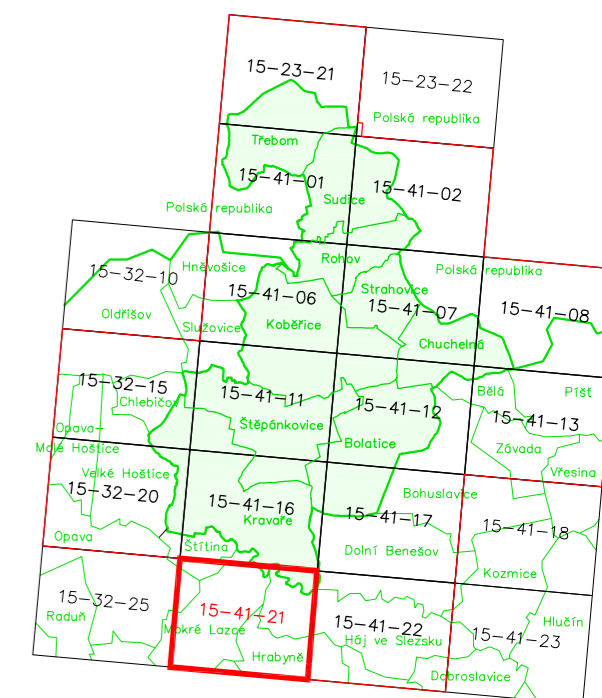 15-23-21
15-23-22
Polská republika
Třebom
15-41-01
15-41-02
Sudice
Polská republika
Rohov
Hněvošice
Polská republika
15-32-10
15-41-06
Strahovice
15-41-07
15-41-08
Oldřišov
Služovice
Kobeřice
Chuchelná
15-32-15
Chlebičov
15-41-11
15-41-12
Bělá
Píšť
15-41-13
Štěpánkovice
Opava-
Malé Hoštice
Bolatice
Závada
Velké Hoštice
Vřesina
15-32-20
15-41-16
Bohuslavice
Kravaře
15-41-17
15-41-18
Opava
Štítina
Dolní Benešov
Kozmice
15-32-25
Raduň
15-41-21
Mokré Lazce
15-41-22
Háj ve Slezsku
Hlučín
15-41-23
Hrabyně
Dobroslavice